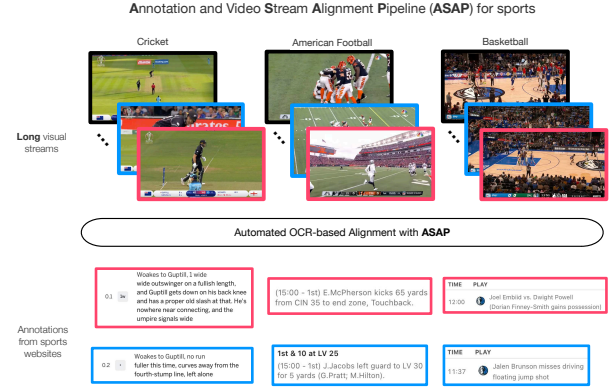 Annotation and Video Stream Alignment Pipeline (ASAP) for sports
Cricket
American Football
Basketball
Long visual
streams
Automated OCR-based Alignment with ASAP
Annotations
from sports
websites
0.1
Woakes to Guptill, 1 wide
wide outswinger on a fullish length,
and Guptill gets down on his back knee
and has a proper old slash at that. He's
nowhere near connecting, and the
umpire signals wide
(15:00 - 1st) E.McPherson kicks 65 yards
from CIN 35 to end zone, Touchback.
TIME PLAY
12:00 Joel Embiid vs. Dwight Powell
(Dorian Finney-Smith gains possession)
0.2
Woakes to Guptill, no run
fuller this time, curves away from the
fourth-stump line, left alone
1st & 10 at LV 25
(15:00 - 1st) J.Jacobs left guard to LV 30
for 5 yards (G.Pratt; M.Hilton).
TIME PLAY
11:37 Jalen Brunson misses driving
floating jump shot